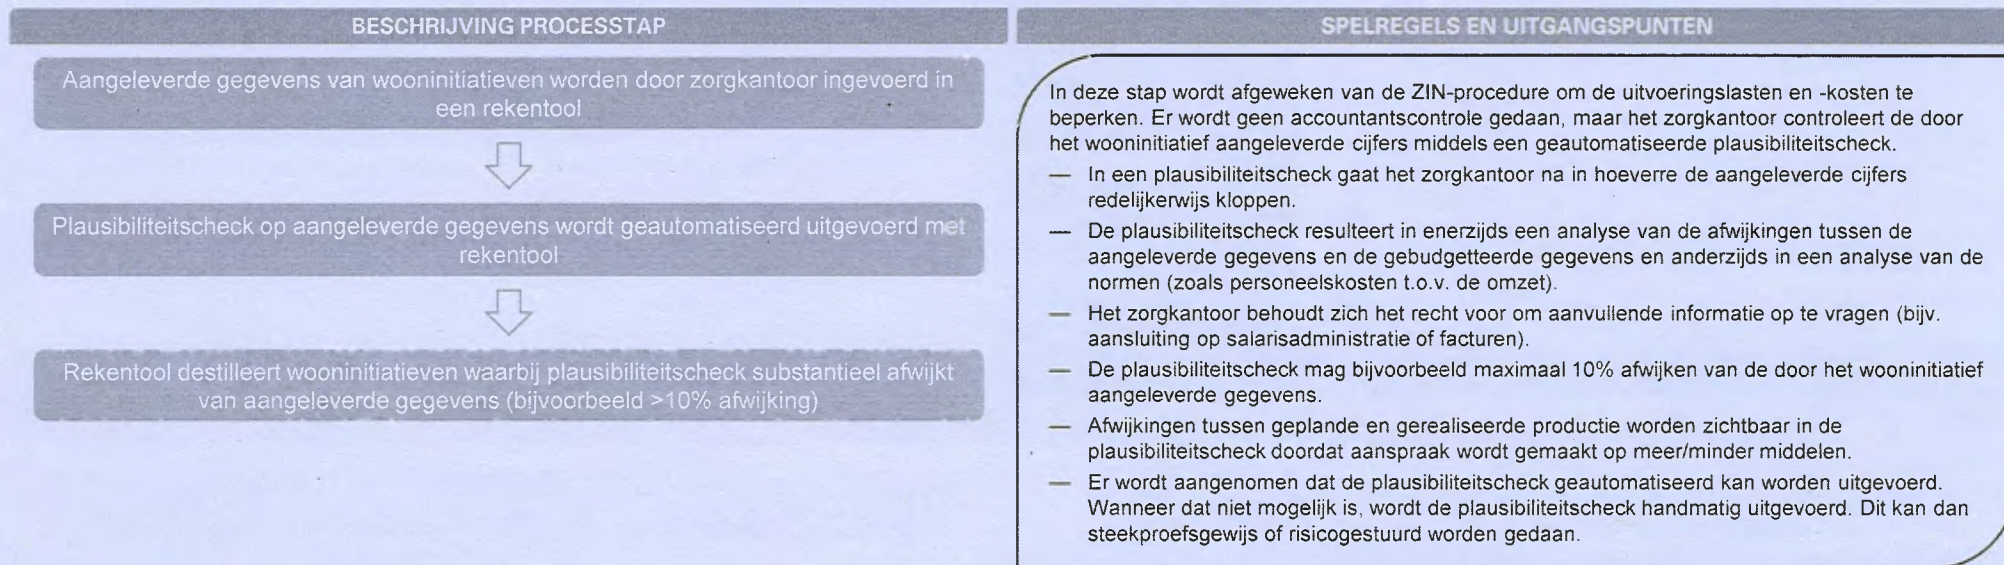 BESCHRIJVING PROCESSTAP
Aangeleverde gegevens van wooninitiatieven worden door zorgkantoor ingevoerd in
een rekentool
Plausibiliteitscheck op aangeleverde gegevens wordt geautomatiseerd uitgevoerd met
rekentool
Rekentool destilleert wooninitiatieven waarbij plausibiliteitscheck substantieel afwijkt
van aangeleverde gegevens (bijvoorbeeld >10% afwijking)
SPELREGELS EN UITGANGSPUNTEN
In deze stap wordt afgeweken van de ZIN-procedure om de uitvoeringslasten en -kosten te
beperken. Er wordt geen accountantscontrole gedaan, maar het zorgkantoor controleert de door
het wooninitiatief aangeleverde cijfers middels een geautomatiseerde plausibiliteitscheck.
— In een plausibiliteitscheck gaat het zorgkantoor na in hoeverre de aangeleverde cijfers
redelijkerwijs kloppen.
— De plausibiliteitscheck resulteert in enerzijds een analyse van de afwijkingen tussen de
aangeleverde gegevens en de gebudgetteerde gegevens en anderzijds in een analyse van de
normen (zoals personeelskosten t.o.v. de omzet).
— Het zorgkantoor behoudt zich het recht voor om aanvullende informatie op te vragen (bijv.
aansluiting op salarisadministratie of facturen).
— De plausibiliteitscheck mag bijvoorbeeld maximaal 10% afwijken van de door het wooninitiatief
aangeleverde gegevens.
— Afwijkingen tussen geplande en gerealiseerde productie worden zichtbaar in de
plausibiliteitscheck doordat aanspraak wordt gemaakt op meer/minder middelen.
— Er wordt aangenomen dat de plausibiliteitscheck geautomatiseerd kan worden uitgevoerd.
Wanneer dat niet mogelijk is, wordt de plausibiliteitscheck handmatig uitgevoerd. Dit kan dan
steekproefsgewijs of risicogestuurd worden gedaan.